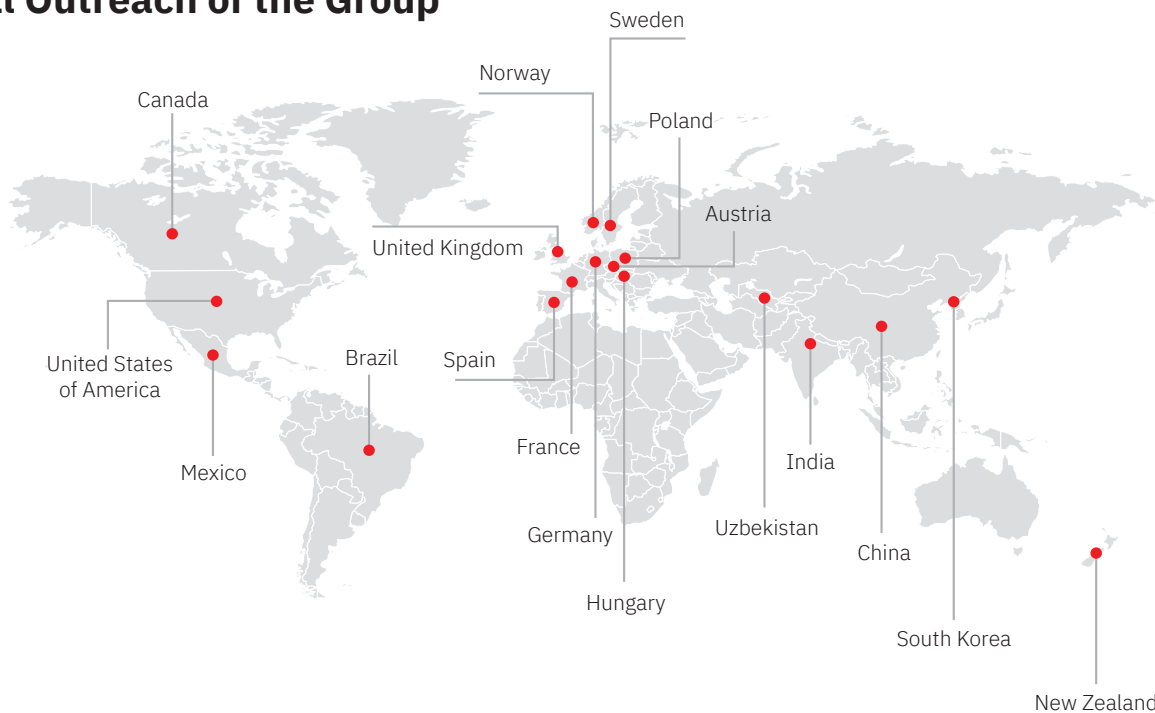 Outreach of the Group
Sweden
Norway
Canada
Poland
Austria
United Kingdom
United States
of America
Brazil
Spain
France
Mexico
India
Germany
Uzbekistan
China
Hungary
South Korea
New Zealand